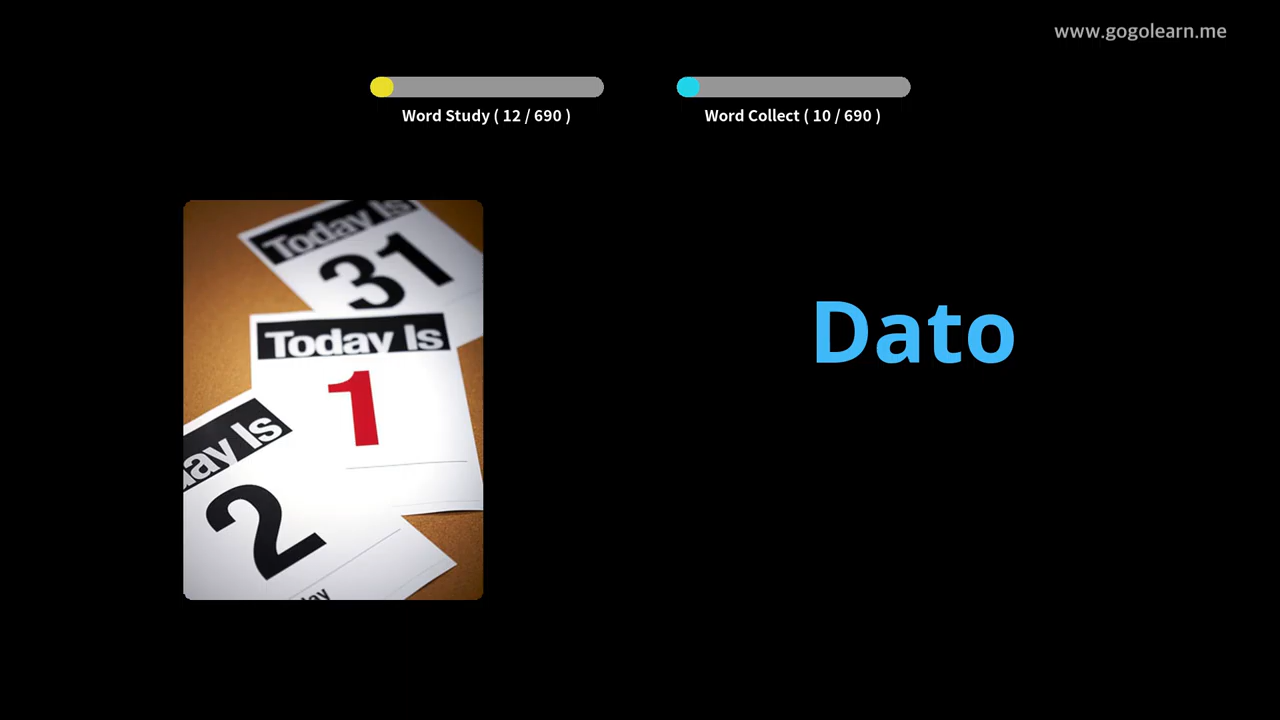 www.gogolearn.me
Word Study ( 12 / 690 )
Word Collect ( 10 / 690 )
Today Is
31
Today Is
1
ay Is
2
Dato